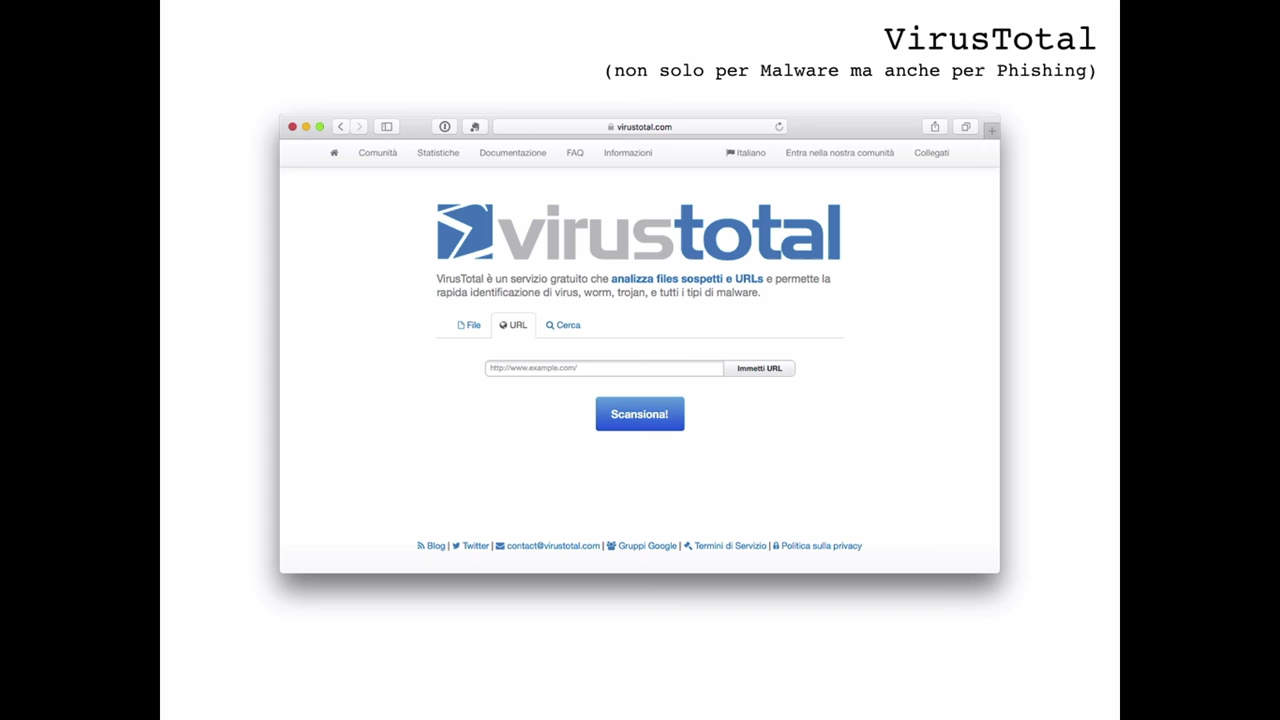 VirusTotal
(non solo per Malware ma anche per Phishing)
virustotal.com
Comunità Statistiche Documentazione FAQ Informazioni Italiano Entra nella nostra comunità Collegati
virustotal
VirusTotal è un servizio gratuito che analizza files sospetti e URLs e permette la
rapida identificazione di virus, worm, trojan, e tutti i tipi di malware.
File URL Cerca
http://www.example.com/ Immetti URL
Scansiona!
Blog | Twitter | contact@virustotal.com | Gruppi Google | Termini di Servizio | Politica sulla privacy